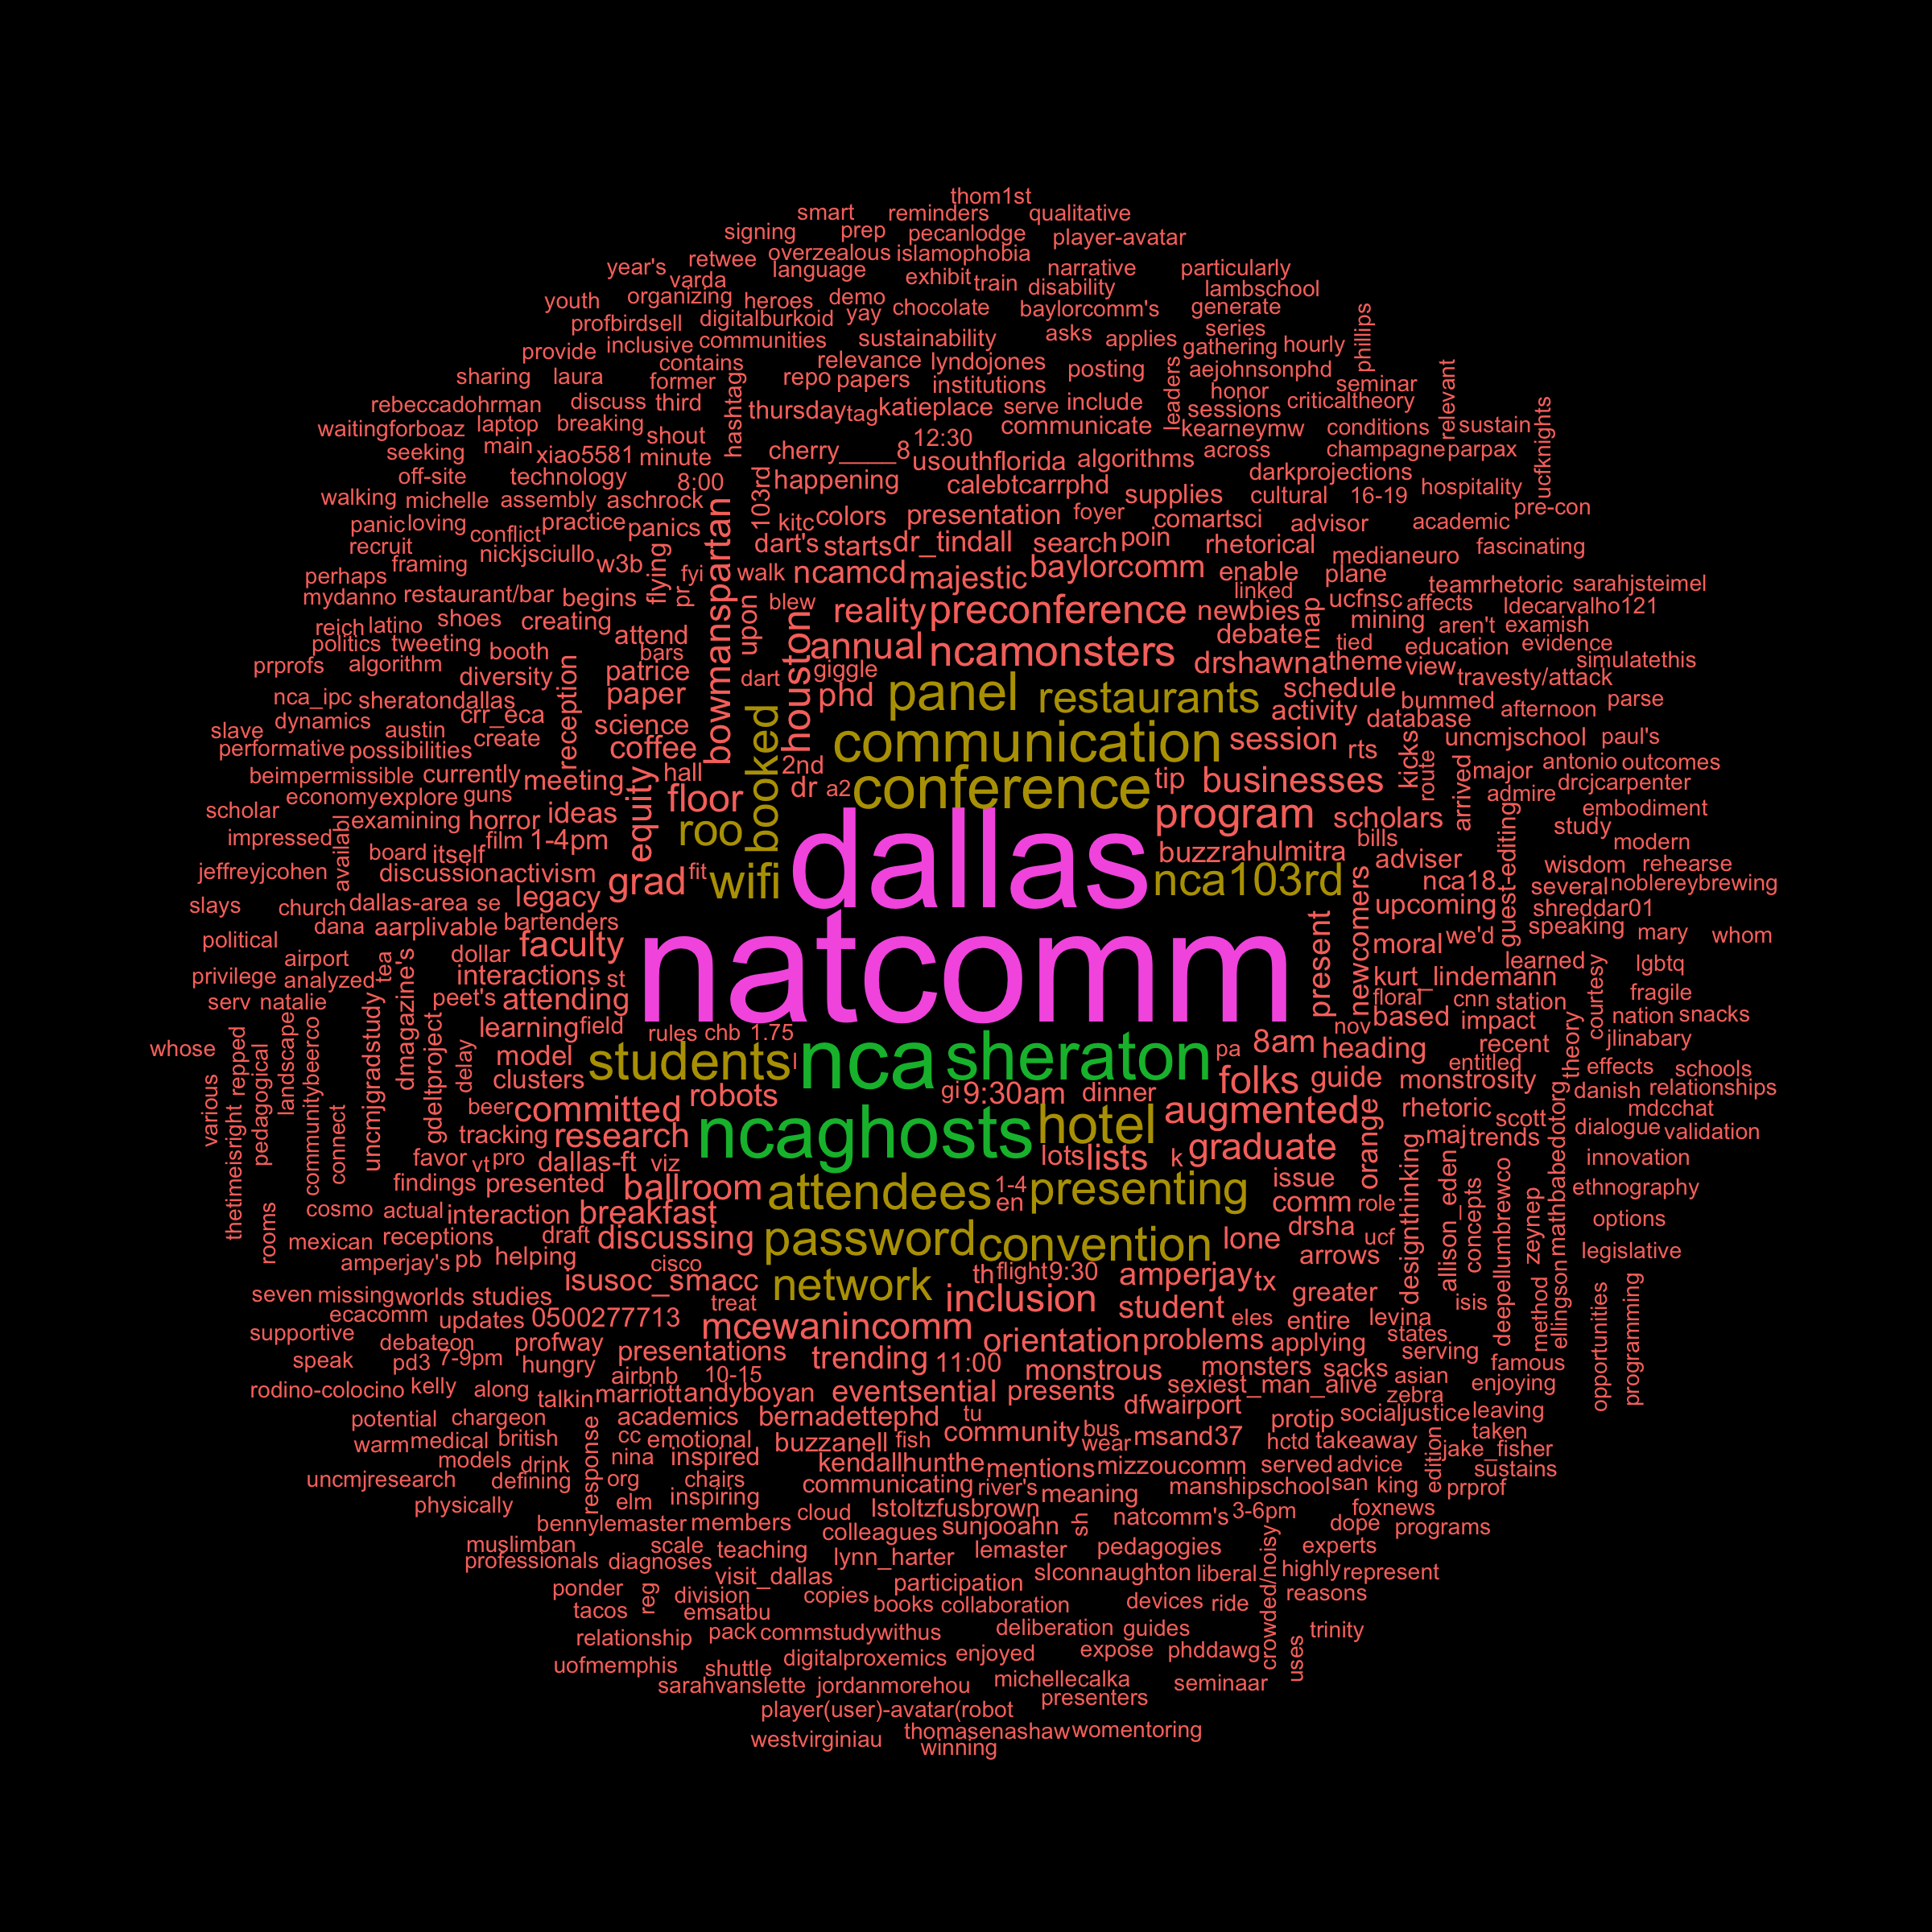 thom1st
smart reminders qualitative
signing prep pecanlodge player-avatar
year's retwee overzealous islamophobia
varda language exhibit train narrative particularly
youth organizing heroes demo chocolate disability lambschool
profbirdsell digitalburkoid yay baylorcomm's generate
provide inclusive communities sustainability asks applies series
contains relevance lyndojones gathering hourly phillips
sharing laura former repo papers institutions posting aejohnsonphd
rebeccadohrman discuss third hashtag thursday tag katieplace serve include leaders honor seminar relevant
waitingforboaz laptop breaking shout communicate sessions criticaltheory
seeking main xiao5581 minute cherry____8 12:30 kearneymw conditions sustain
off-site technology 8:00 happening usouthflorida algorithms across champagne parpax ucfknights
walking michelle assembly aschrock 103rd calebtcarrphd supplies darkprojections cultural 16-19 hospitality
panic loving conflict practice panics kitc colors presentation foyer comartsci advisor academic pre-con
recruit nickjsciullo bowmanspartan dart's starts dr_tindall search poin rhetorical medianeuro fascinating
framing w3b flying fyi walk ncamcd majestic baylorcomm enable plane
perhaps restaurant/bar begins pr blew linked teamrhetoric sarahjsteimel
mydanno shoes creating upon reality preconference newbies map ucfnsc affects ldecarvalho121
reich latino attend houston annual ncamonsters debate mining aren't examish
politics tweeting booth bars giggle drshawna theme tied education evidence
prprofs algorithm diversity reception patrice dart phd view travesty/attack simulatethis
nca_ipc sheratondallas paper panel restaurants schedule bummed afternoon parse
slave dynamics austin crr_eca science booked communication activity database
performative possibilities create coffee 2nd session rts kicks route uncmjschool paul's
beimpermissible currently meeting hall dr a2 conference tip businesses arrived major antonio outcomes
economy explore guns equity floor admire drcjcarpenter
scholar examining horror ideas roo dallas program scholars guest-editing embodiment
impressed availabl film 1-4pm bills study modern
jeffreyjcohen board itself fit wifi buzz rahulmitra adviser wisdom rehearse
discussion activism grad nca103rd newcomers nca18 several noblereybrewing
slays church dallas-area se legacy upcoming shreddar01
dana aarplivable bartenders present we'd speaking mary whom
political airport tea dollar faculty natcomm moral learned lgbtq
privilege analyzed dmagazine's interactions st kurt_lindemann courtesy fragile
serv natalie uncmjgradstudy peet's attending floral cnn station nation snacks
whose landscape communitybeerco learning field rules chb 1.75 nov based impact theory jlinabary
various repped gdeltproject delay model students l nca sheraton pa 8am heading recent effects schools
thetimeisright pedagogical connect clusters robots gi 9:30am dinner folks guide entitled monstrosity danish relationships
beer committed ncaghosts hotel augmented orange rhetoric scott mdcchat
tracking research maj trends dialogue validation
favor vt pro dallas-ft viz lots lists k graduate designthinking allison_eden mathbabedotorg innovation
findings presented ballroom attendees 1-4 presenting issue concepts deepellumbrewco zeynep ethnography
rooms cosmo actual interaction breakfast en comm role options
mexican receptions draft discussing password convention lone drsha ucf legislative
amperjay's pb helping cisco arrows
seven missing worlds studies isusoc_smacc network th flight 9:30 amperjay tx greater isis method ellingson opportunities programming
ecacomm updates 0500277713 treat inclusion student eles entire levina
supportive debateon profway mcewanincomm orientation problems applying states
speak pd3 7-9pm hungry presentations trending 11:00 monstrous monsters sacks serving famous
rodino-colocino kelly along talkin airbnb 10-15 marriott andyboyan eventsential presents sexiest_man_alive asian zebra enjoying
potential chargeon academics bernadettephd tu dfwairport protip socialjustice leaving
warm medical british response cc emotional buzzanell fish community bus wear msand37 hctd takeaway taken
models drink nina inspired kendallhunthe mentions mizzoucomm served advice edition jake_fisher
uncmjresearch defining org chairs communicating river's meaning manshipschool san king sustains
physically elm inspiring cloud lstoltzfusbrown natcomm's 3-6pm foxnews prprof
bennylemaster members colleagues sunjooahn sh dope programs
muslimban scale teaching lynn_harter lemaster pedagogies crowded/noisy experts
professionals diagnoses visit_dallas participation slconnaughton liberal highly represent
ponder reg division copies books collaboration devices ride reasons
tacos emsatbu deliberation guides trinity
relationship pack commstudywithus enjoyed expose phddawg uses
uofmemphis shuttle digitalproxemics michellecalka seminaar
sarahvanslette jordanmorehou presenters
player(user)-avatar(robot
westvirginiau thomasenashaw womentoring
winning